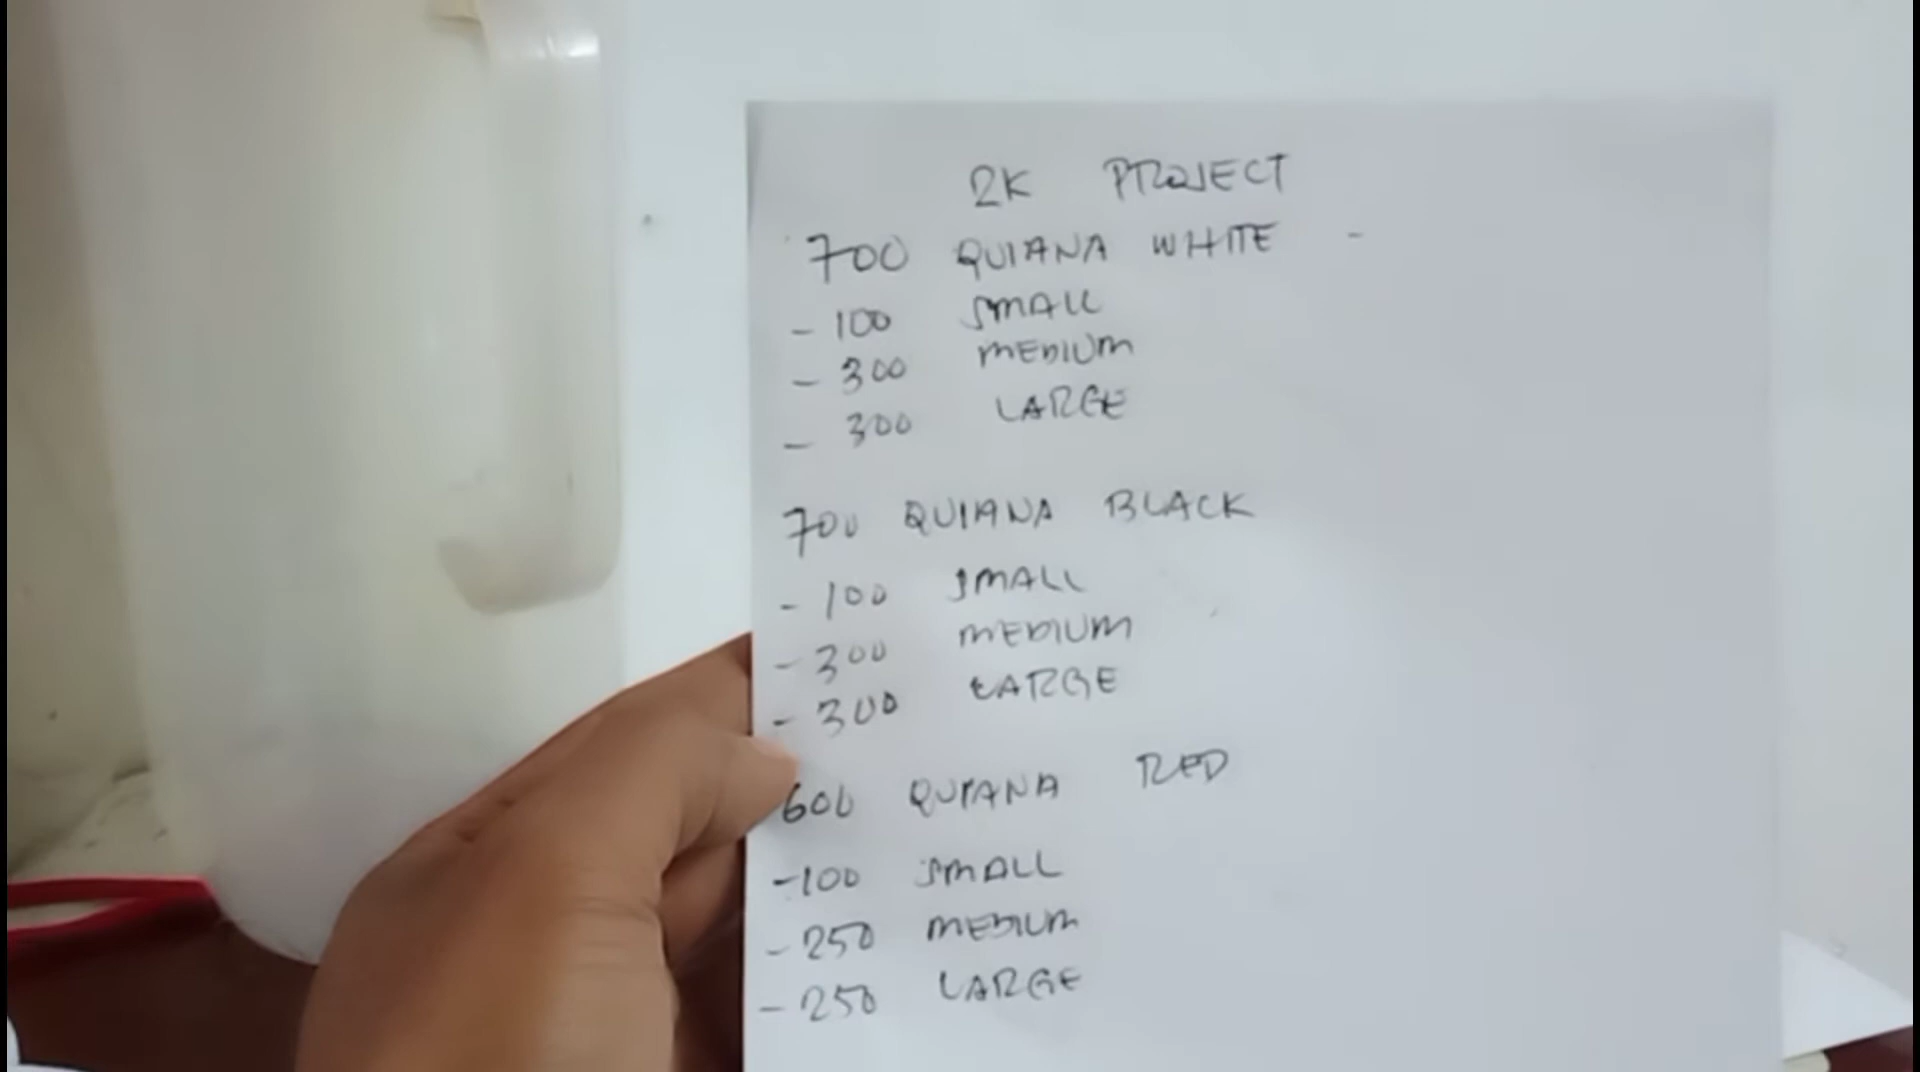 2K PROJECT
700 QUIANA WHITE -
- 100 SMALL
- 300 MEDIUM
- 300 LARGE
700 QUIANA BLACK
- 100 SMALL
- 300 MEDIUM
- 300 LARGE
600 QUIANA RED
- 100 SMALL
- 250 MEDIUM
- 250 LARGE